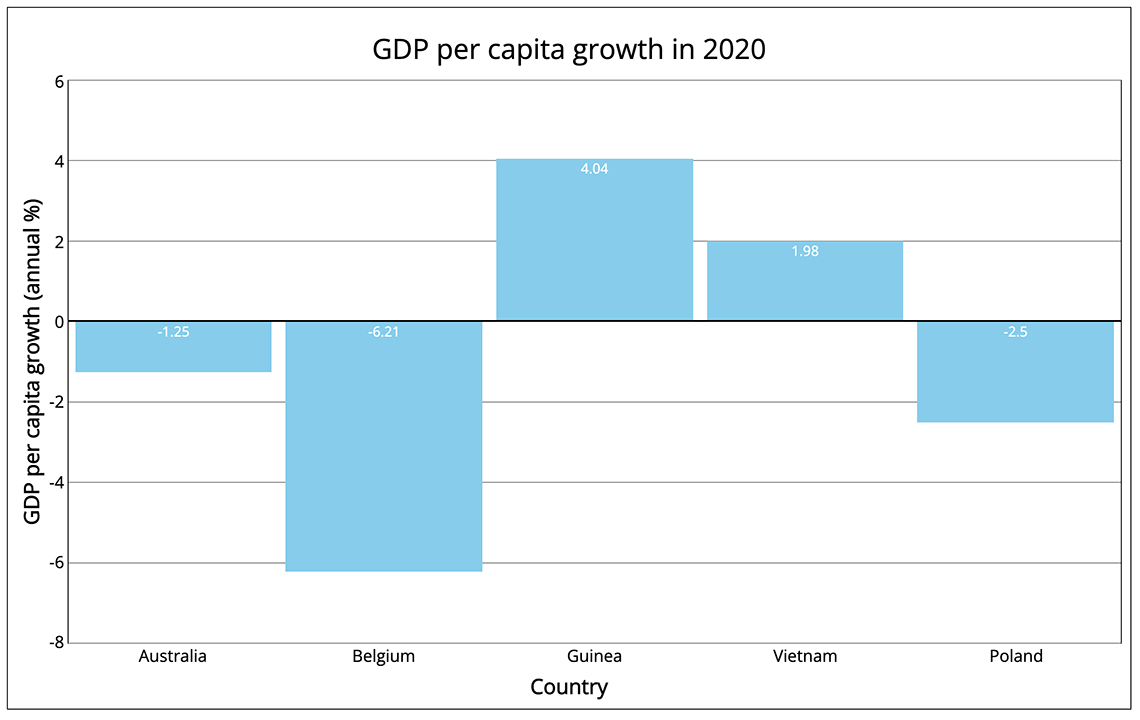 GDP per capita growth in 2020
GDP per capita growth (annual %)
6
4
2
0
-2
-4
-6
-8
-1.25
-6.21
4.04
1.98
-2.5
Australia
Belgium
Guinea
Vietnam
Poland
Country